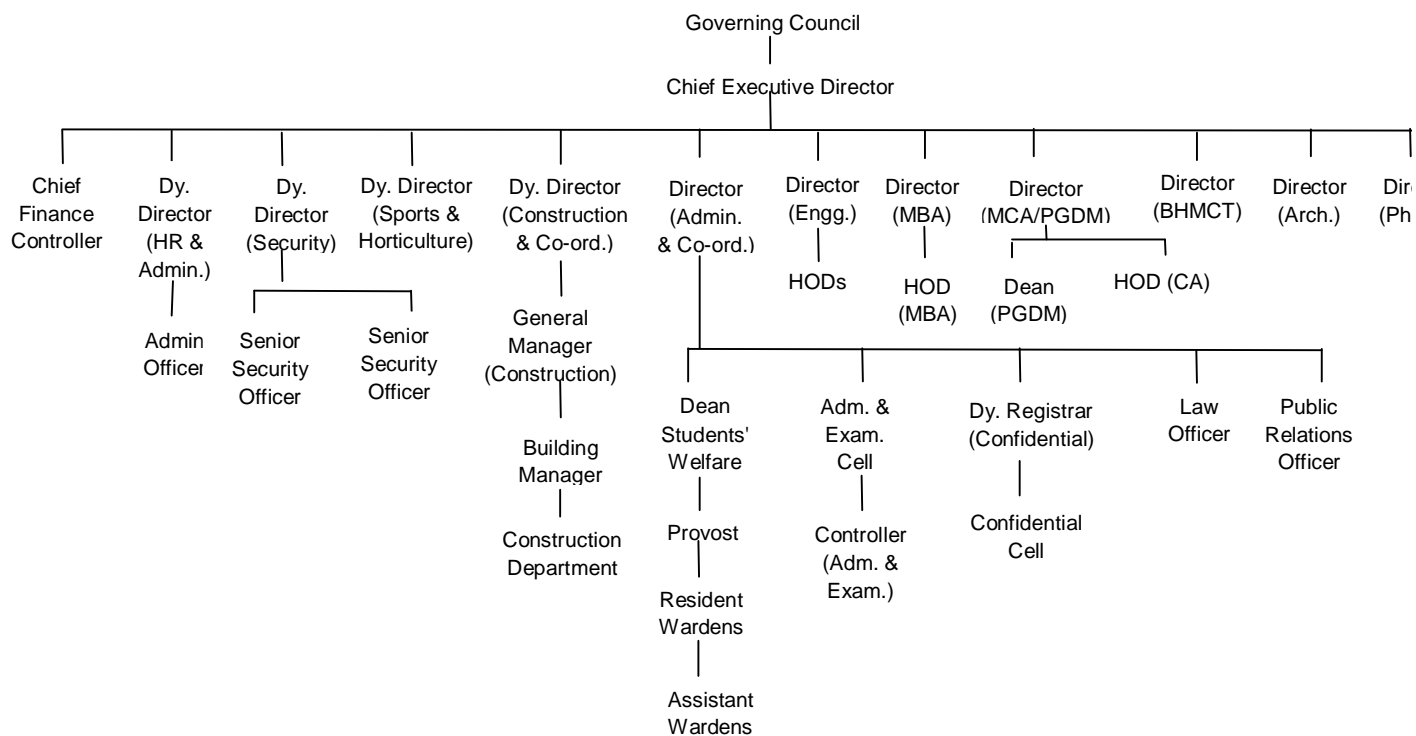 Governing Council
Chief Executive Director
Chief
Finance
Controller
Dy.
Director
(HR &
Admin.)
Dy.
Director
(Security)
Dy. Director
(Sports &
Horticulture)
Dy. Director
(Construction
& Co-ord.)
Director
(Admin.
& Co-ord.)
Director
(Engg.)
Director
(MBA)
Director
(MCA/PGDM)
Director
(BHMCT)
Director
(Arch.)
HODs
HOD
(MBA)
Dean
(PGDM)
HOD (CA)
Admin
Officer
Senior
Security
Officer
Senior
Security
Officer
General
Manager
(Construction)
Building
Manager
Construction
Department
Dean
Students'
Welfare
Provost
Resident
Wardens
Assistant
Wardens
Adm. &
Exam.
Cell
Controller
(Adm. &
Exam.)
Dy. Registrar
(Confidential)
Confidential
Cell
Law
Officer
Public
Relations
Officer